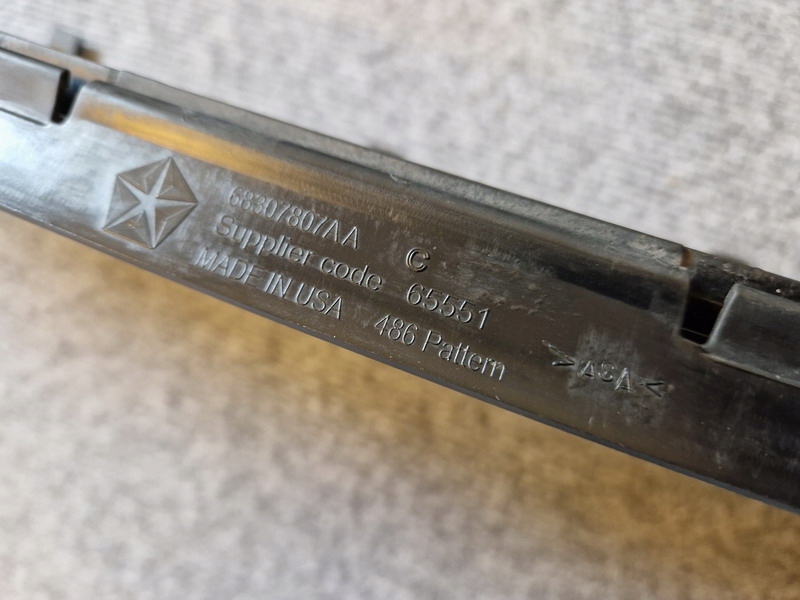 68307807AA C
Supplier code 65551
MADE IN USA 486 Pattern
>ASA<